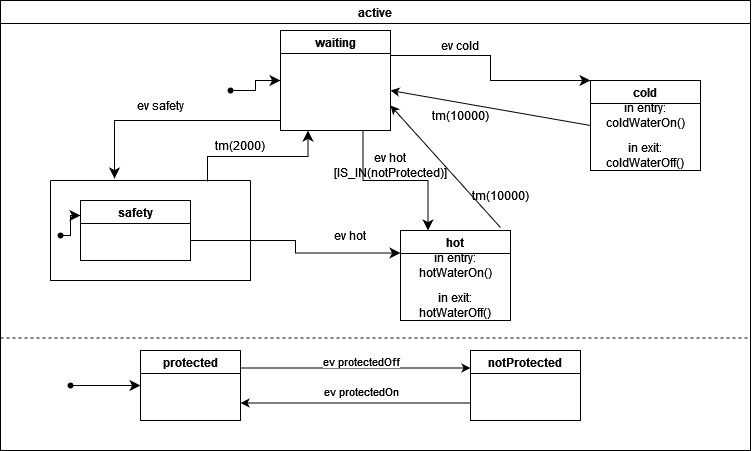 active
waiting
ev cold
cold
in entry:
coldWaterOn()
in exit:
coldWaterOff()
ev safety
tm(10000)
tm(2000)
ev hot
[IS_IN(notProtected)]
tm(10000)
safety
ev hot
hot
in entry:
hotWaterOn()
in exit:
hotWaterOff()
protected
ev protectedOff
notProtected
ev protectedOn